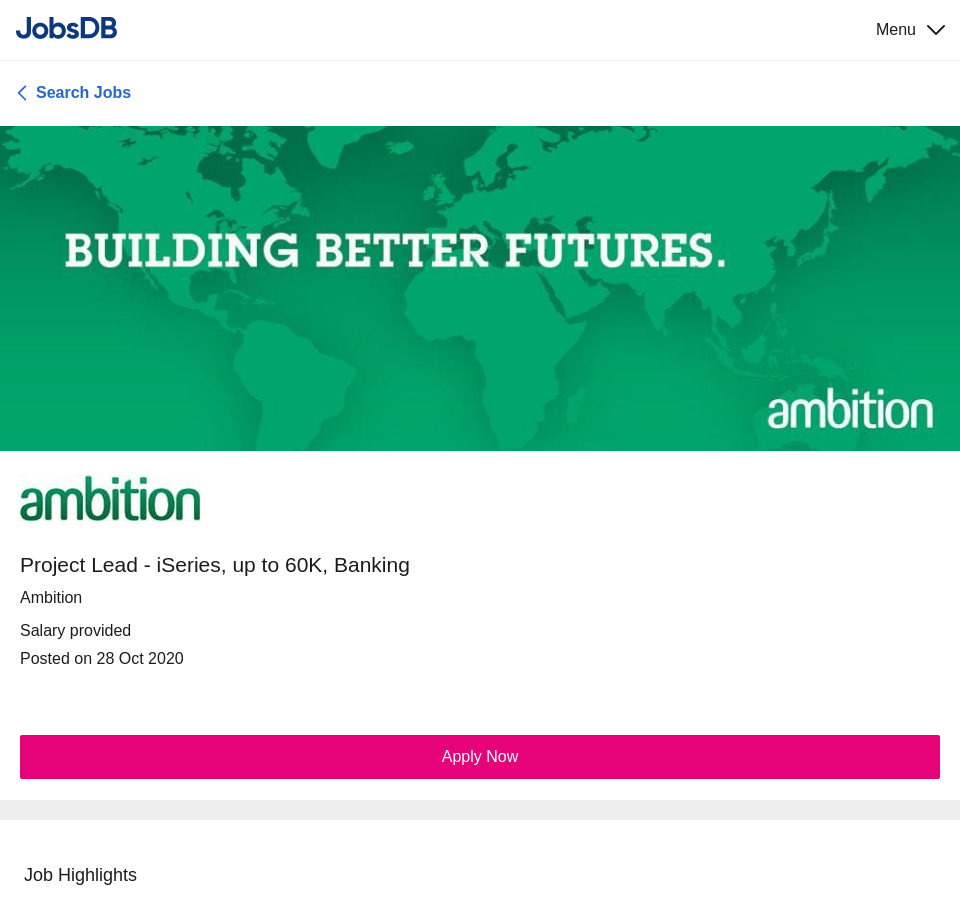 JobsDB
Menu
Search Jobs
BUILDING BETTER FUTURES.
ambition
ambition
Project Lead - iSeries, up to 60K, Banking
Ambition
Salary provided
Posted on 28 Oct 2020
Apply Now
Job Highlights